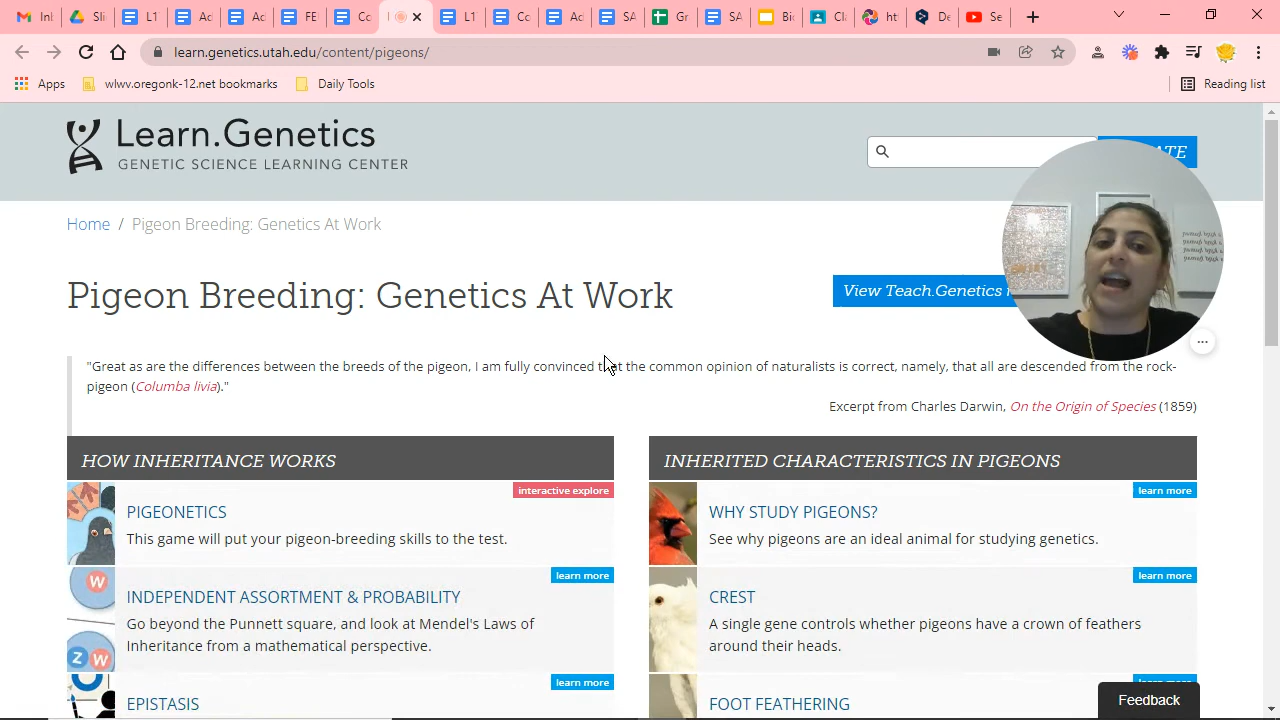 In
Sli
L1
Ac
Ac
FE
Cc
L1
Cc
Ac
SA
Gr
SA
Bic
Cl
ht
De
Se
learn.genetics.utah.edu/content/pigeons/
Apps
wlwv.oregonk-12.net bookmarks
Daily Tools
Reading list
Learn.Genetics
GENETIC SCIENCE LEARNING CENTER
ATE
Home / Pigeon Breeding: Genetics At Work
Pigeon Breeding: Genetics At Work
View Teach.Genetics
"Great as are the differences between the breeds of the pigeon, I am fully convinced that the common opinion of naturalists is correct, namely, that all are descended from the rock-
pigeon (Columba livia)."
Excerpt from Charles Darwin, On the Origin of Species (1859)
HOW INHERITANCE WORKS
interactive explore
PIGEONETICS
This game will put your pigeon-breeding skills to the test.
learn more
W
INDEPENDENT ASSORTMENT & PROBABILITY
Go beyond the Punnett square, and look at Mendel's Laws of
Inheritance from a mathematical perspective.
Z W
learn more
EPISTASIS
INHERITED CHARACTERISTICS IN PIGEONS
learn more
WHY STUDY PIGEONS?
See why pigeons are an ideal animal for studying genetics.
learn more
CREST
A single gene controls whether pigeons have a crown of feathers
around their heads.
FOOT FEATHERING
Feedback